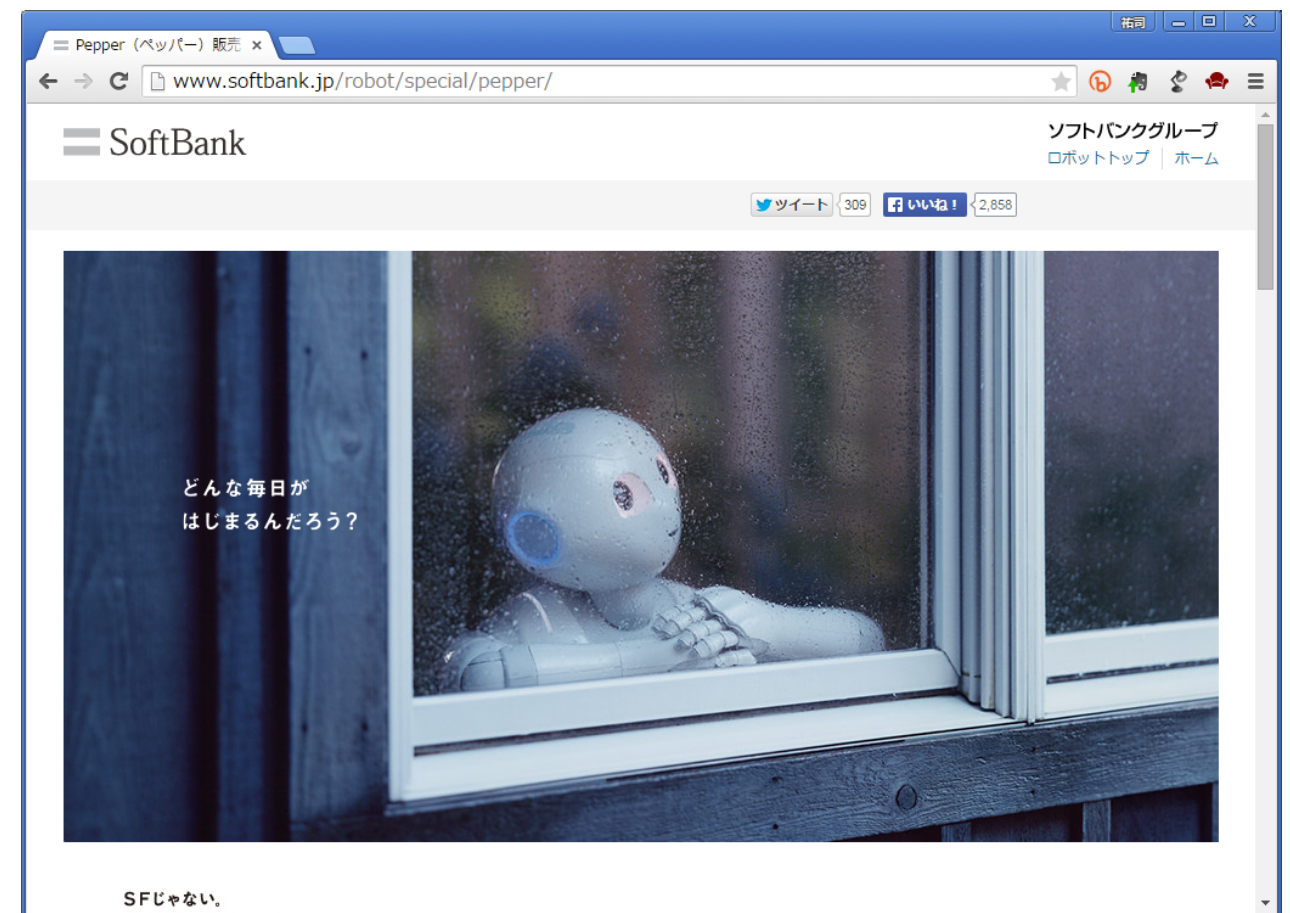 祐司
Pepper（ペッパー）販売
www.softbank.jp/robot/special/pepper/
SoftBank
ソフトバンクグループ
ロボットトップ ホーム
ツイート 309 いいね！ 2,858
どんな毎日が
はじまるんだろう？
SFじゃない。